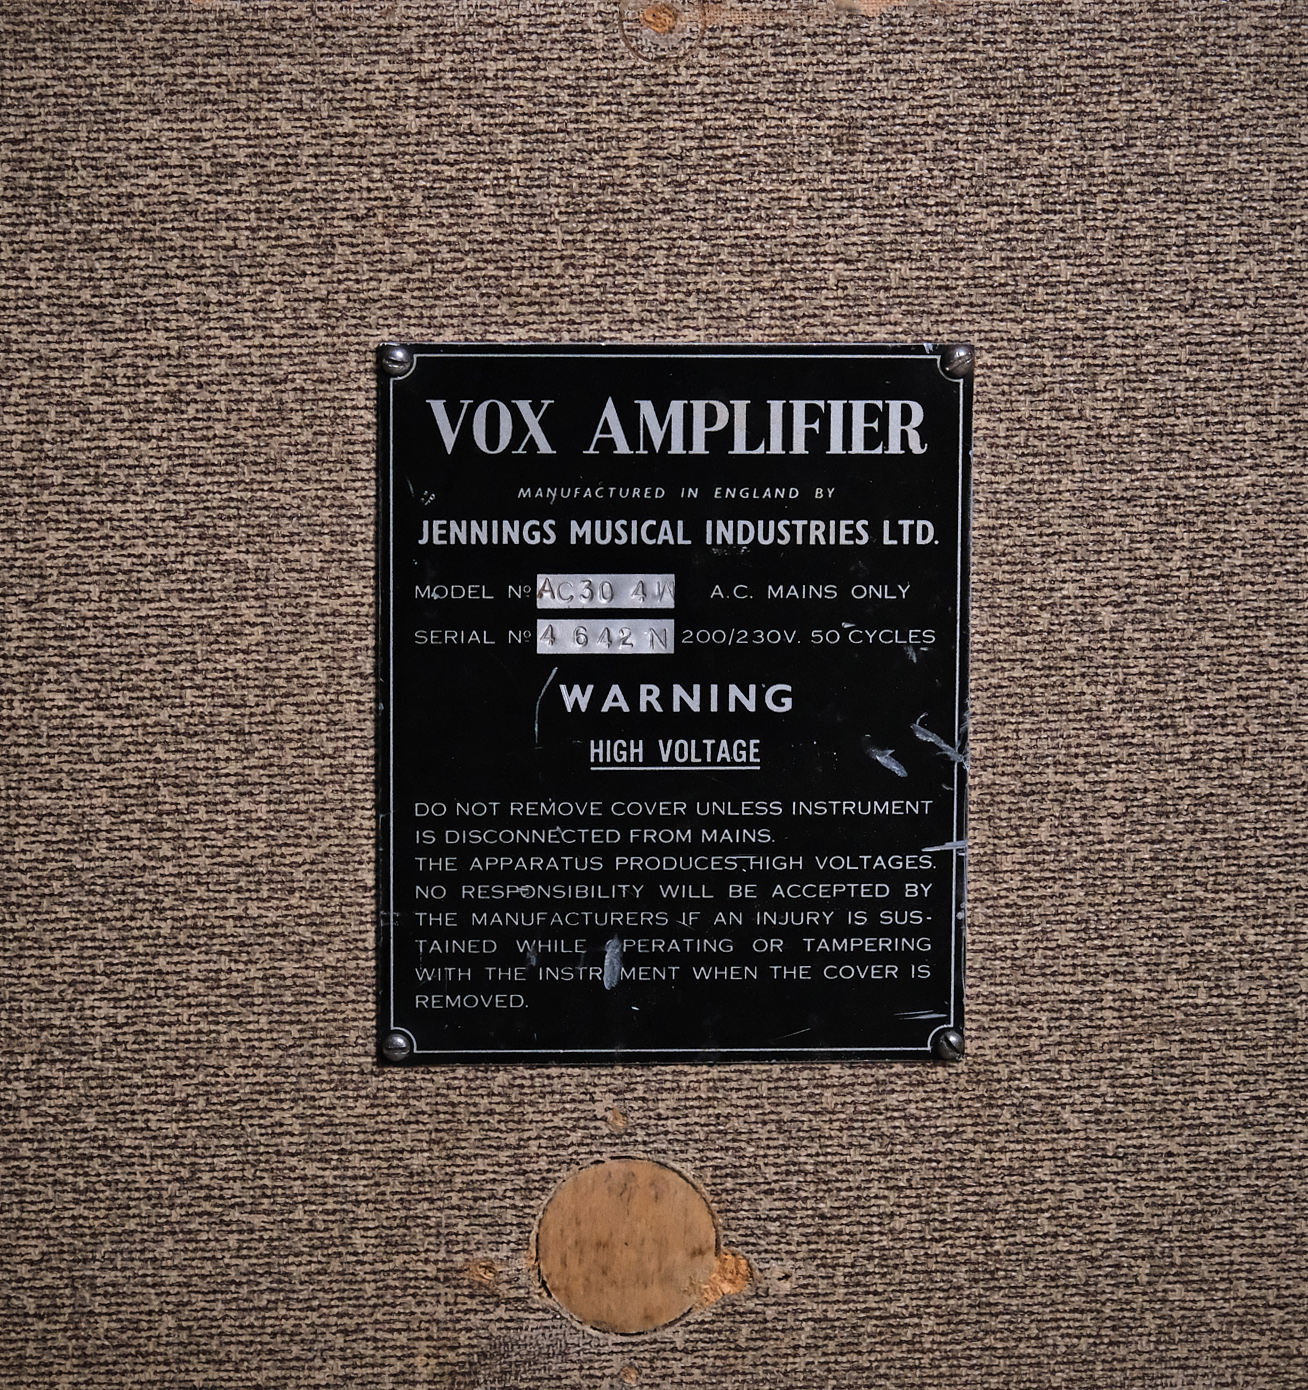 VOX AMPLIFIER
MANUFACTURED IN ENGLAND BY
JENNINGS MUSICAL INDUSTRIES LTD.
MODEL Nº AC30 4W A.C. MAINS ONLY
SERIAL Nº 4 642 N 200/230V. 50 CYCLES
WARNING
HIGH VOLTAGE
DO NOT REMOVE COVER UNLESS INSTRUMENT
IS DISCONNECTED FROM MAINS.
THE APPARATUS PRODUCES HIGH VOLTAGES.
NO RESPONSIBILITY WILL BE ACCEPTED BY
THE MANUFACTURERS IF AN INJURY IS SUS-
TAINED WHILE OPERATING OR TAMPERING
WITH THE INSTRUMENT WHEN THE COVER IS
REMOVED.